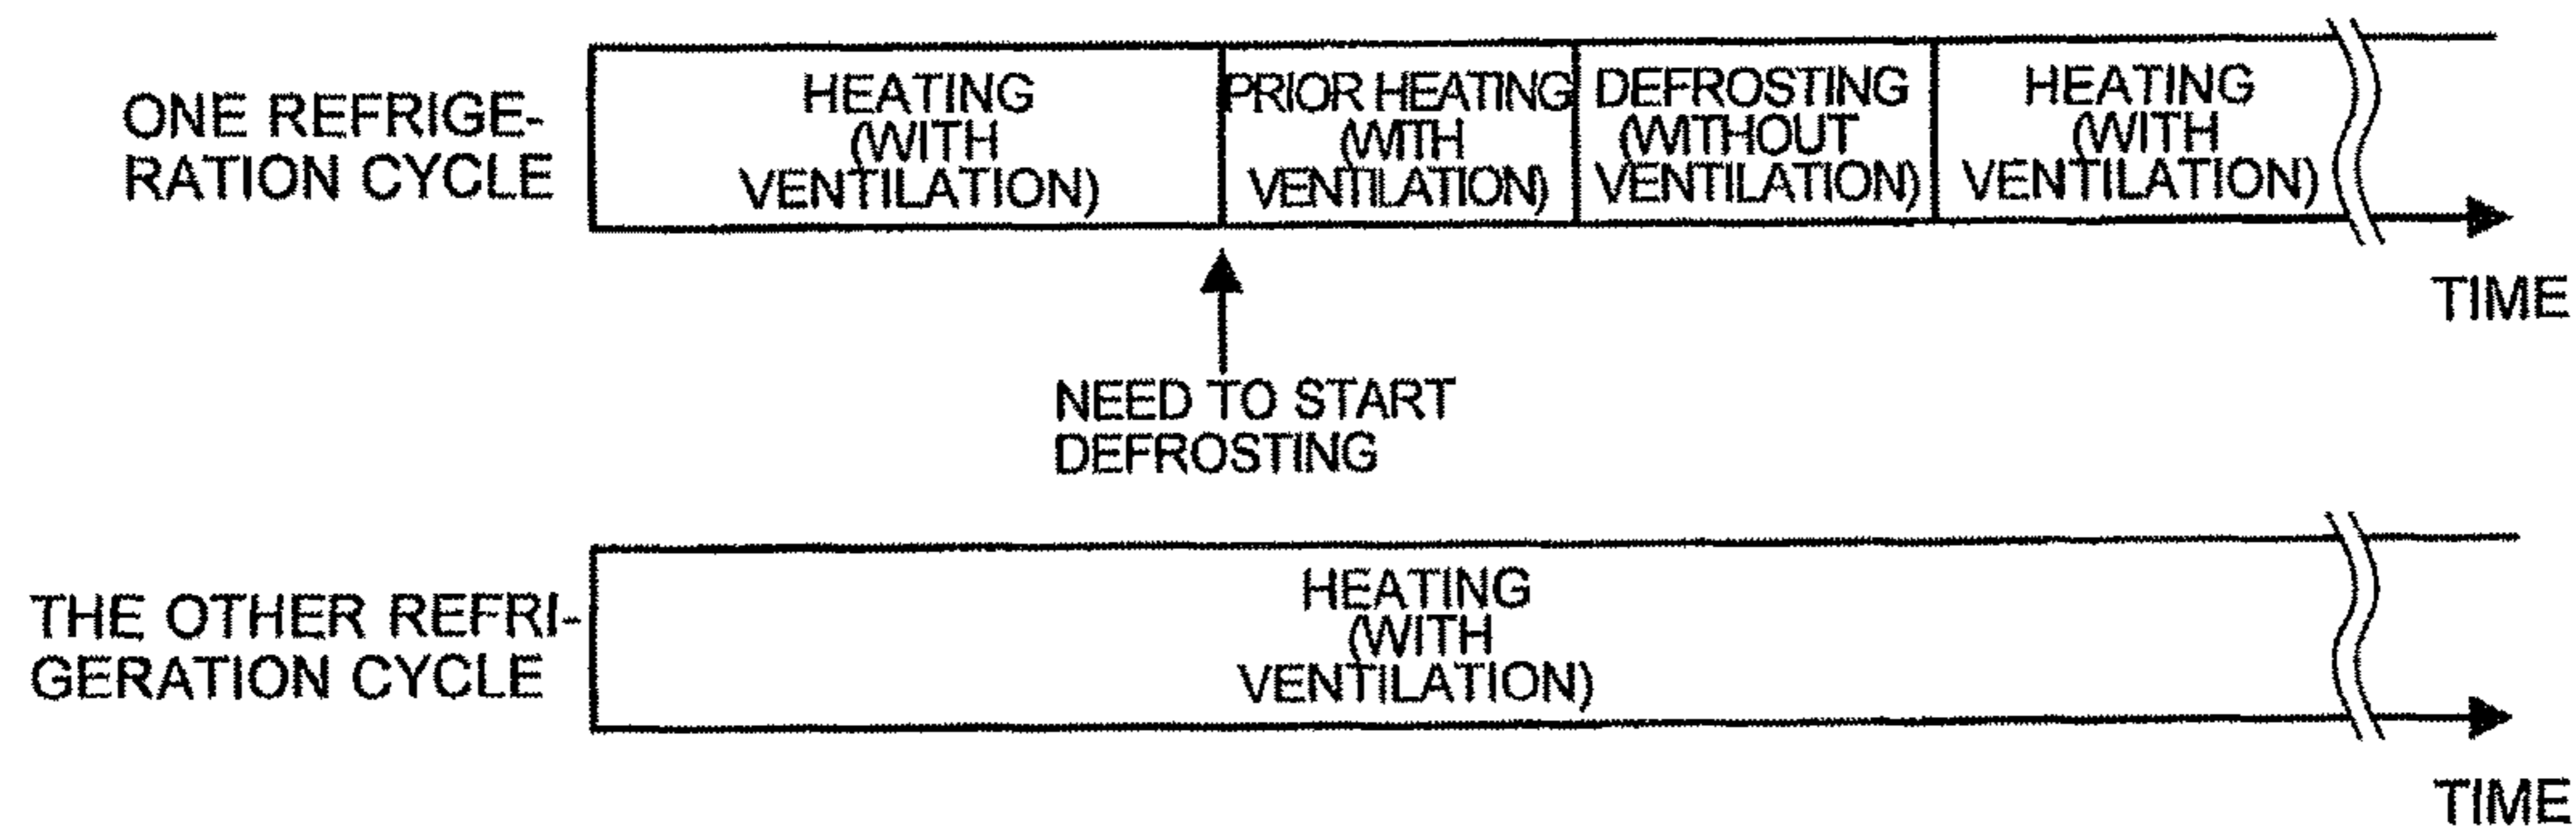 ONE REFRIGE-
RATION CYCLE
HEATING
(WITH
VENTILATION)
PRIOR HEATING
(WITH
VENTILATION)
DEFROSTING
(WITHOUT
VENTILATION)
HEATING
(WITH
VENTILATION)
TIME
NEED TO START
DEFROSTING
THE OTHER REFRI-
GERATION CYCLE
HEATING
(WITH
VENTILATION)
TIME